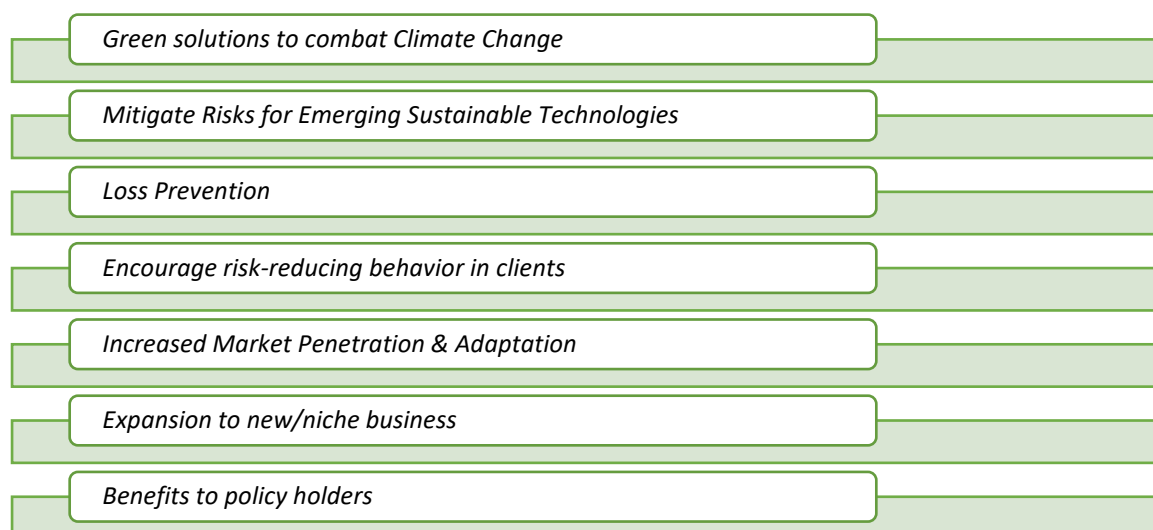 Green solutions to combat Climate Change
Mitigate Risks for Emerging Sustainable Technologies
Loss Prevention
Encourage risk-reducing behavior in clients
Increased Market Penetration & Adaptation
Expansion to new/niche business
Benefits to policy holders